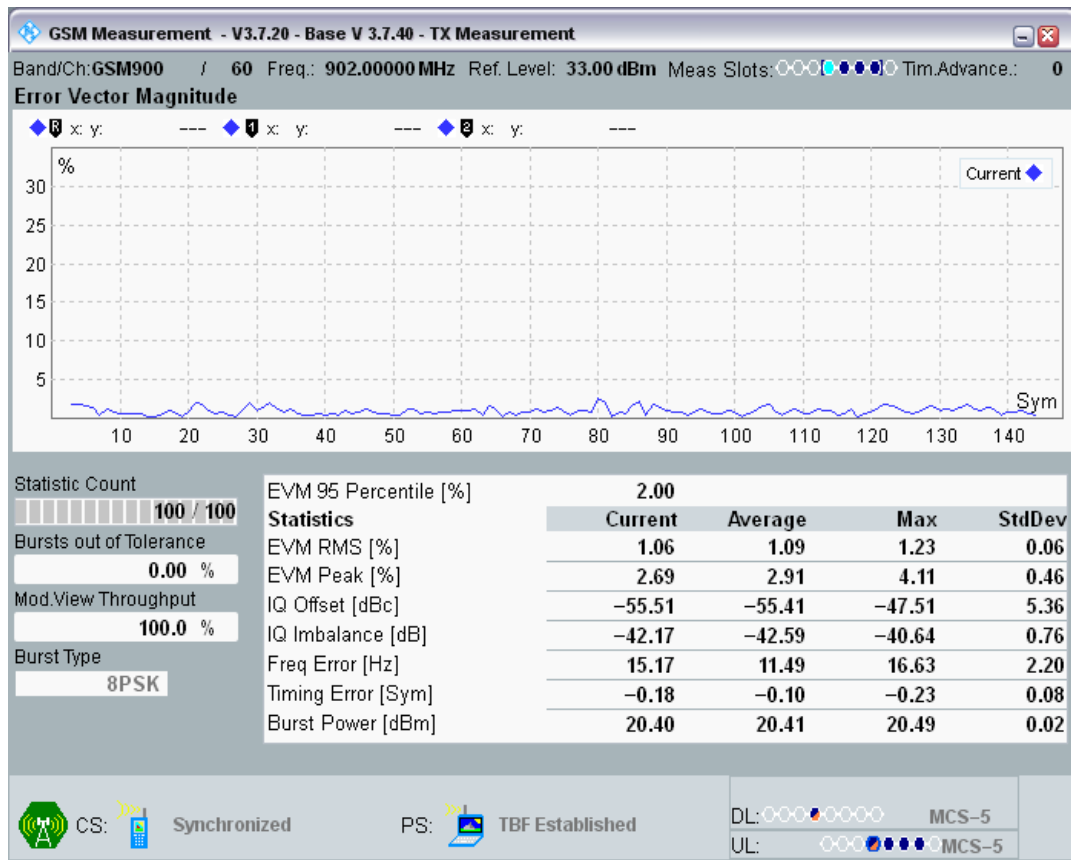 GSM Measurement - V3.7.20 - Base V 3.7.40 - TX Measurement
Band/Ch:GSM900 / 60 Freq.: 902.00000 MHz Ref. Level: 33.00 dBm Meas Slots: Tim.Advance.: 0
Error Vector Magnitude
R x: y: --- 1 x: y: --- 2 x: y: ---
%
Current
30
25
20
15
10
5
Sym
10 20 30 40 50 60 70 80 90 100 110 120 130 140
Statistic Count
100 / 100
Bursts out of Tolerance
0.00 %
Mod.View Throughput
100.0 %
Burst Type
8PSK
EVM 95 Percentile [%] 2.00
Statistics Current Average Max StdDev
EVM RMS [%] 1.06 1.09 1.23 0.06
EVM Peak [%] 2.69 2.91 4.11 0.46
IQ Offset [dBc] −55.51 −55.41 −47.51 5.36
IQ Imbalance [dB] −42.17 −42.59 −40.64 0.76
Freq Error [Hz] 15.17 11.49 16.63 2.20
Timing Error [Sym] −0.18 −0.10 −0.23 0.08
Burst Power [dBm] 20.40 20.41 20.49 0.02
CS: Synchronized PS: TBF Established
DL: MCS−5
UL: MCS−5